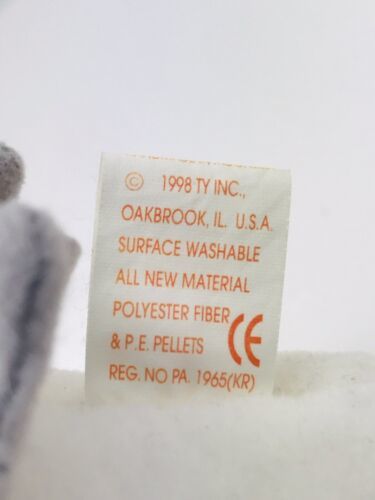 © 1998 TY INC.,
OAKBROOK, IL. U.S.A.
SURFACE WASHABLE
ALL NEW MATERIAL
POLYESTER FIBER
& P.E. PELLETS CE
REG. NO PA. 1965(KR)